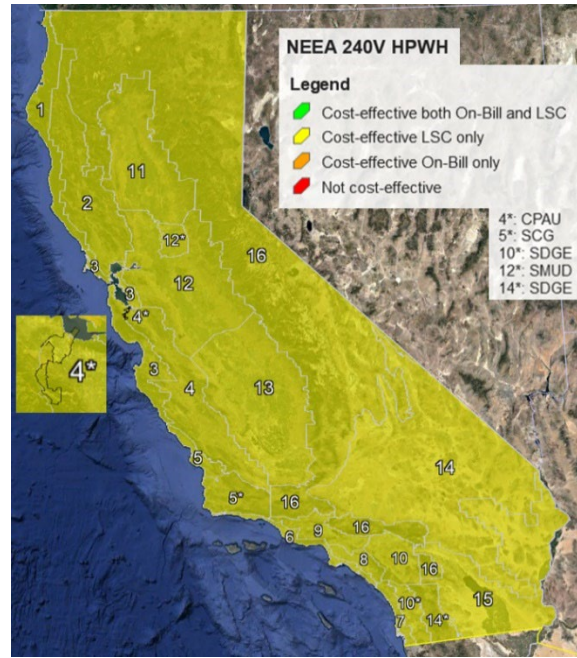 NEEA 240V HPWH
Legend
Cost-effective both On-Bill and LSC
Cost-effective LSC only
Cost-effective On-Bill only
Not cost-effective
4*: CPAU
5*: SCG
10*: SDGE
12*: SMUD
14*: SDGE
1
11
2
12*
16
3
12
3
4*
4*
3
4
13
5
14
5*
16
6
9
16
8
10
16
15
10*
7
14*